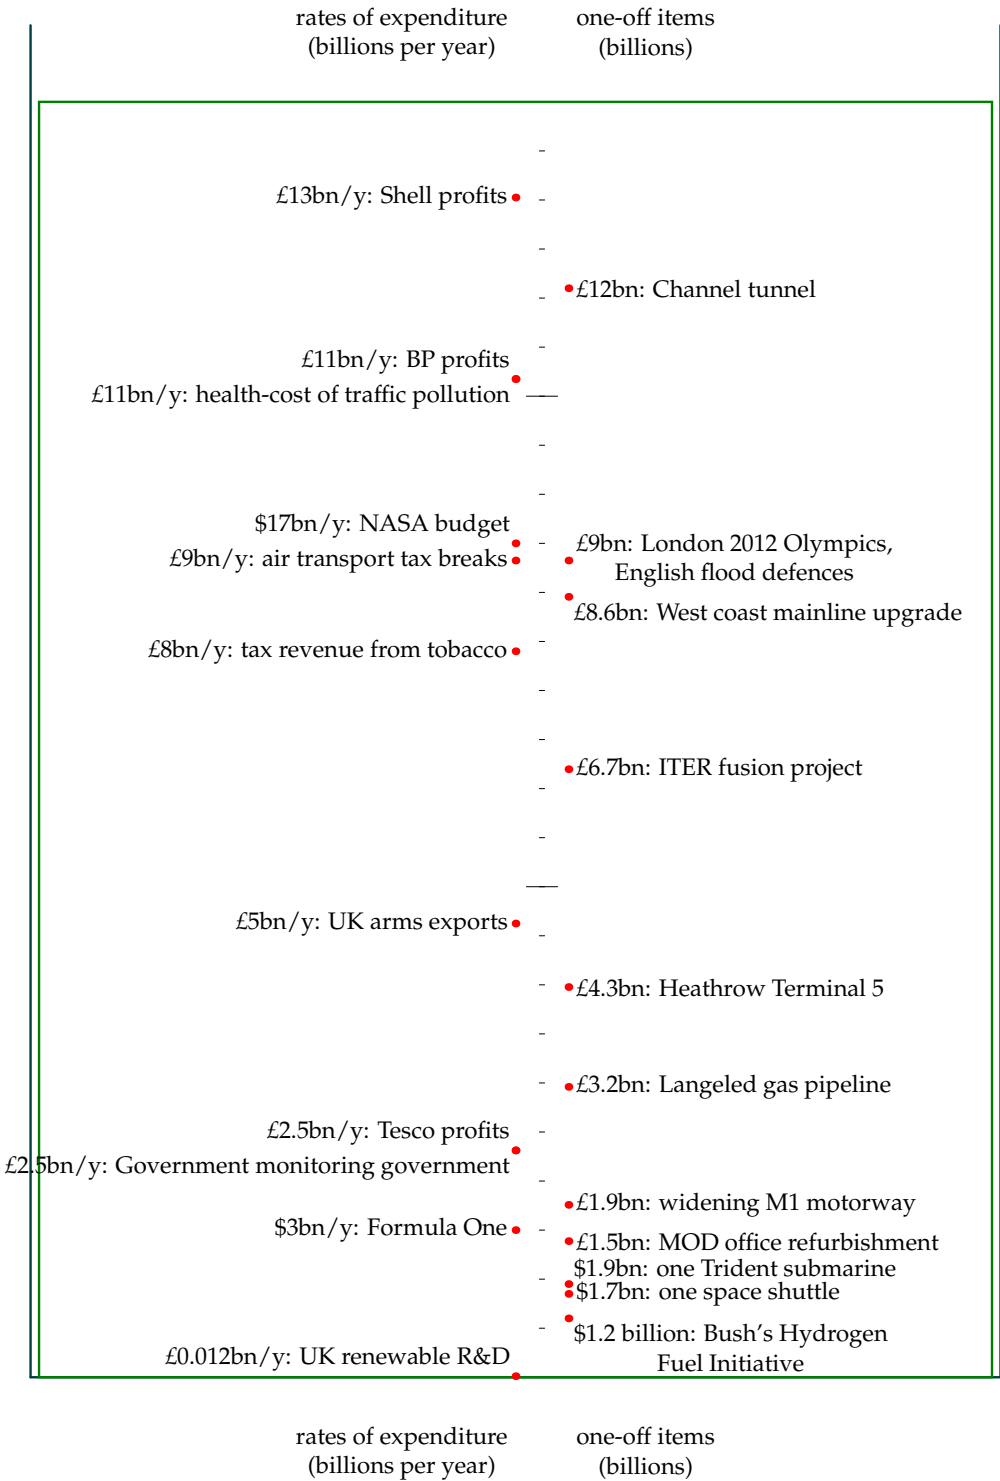 rates of expenditure
(billions per year)
one-off items
(billions)
£13bn/y: Shell profits
£12bn: Channel tunnel
£11bn/y: BP profits
£11bn/y: health-cost of traffic pollution
$17bn/y: NASA budget
£9bn/y: air transport tax breaks
£9bn: London 2012 Olympics,
English flood defences
£8.6bn: West coast mainline upgrade
£8bn/y: tax revenue from tobacco
£6.7bn: ITER fusion project
£5bn/y: UK arms exports
£4.3bn: Heathrow Terminal 5
£3.2bn: Langeled gas pipeline
£2.5bn/y: Tesco profits
£2.5bn/y: Government monitoring government
£1.9bn: widening M1 motorway
$3bn/y: Formula One
£1.5bn: MOD office refurbishment
$1.9bn: one Trident submarine
$1.7bn: one space shuttle
$1.2 billion: Bush's Hydrogen
Fuel Initiative
£0.012bn/y: UK renewable R&D
rates of expenditure
(billions per year)
one-off items
(billions)